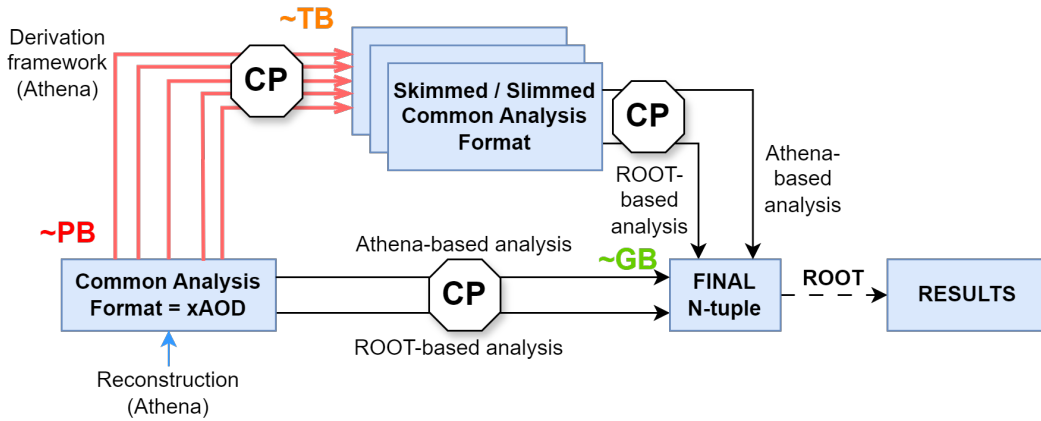 ~TB
Derivation
framework
(Athena)
CP
Skimmed / Slimmed
Common Analysis
Format
CP
ROOT-
based
analysis
Athena-
based
analysis
~PB
Athena-based analysis
~GB
Common Analysis
Format = xAOD
CP
FINAL
N-tuple
ROOT
RESULTS
ROOT-based analysis
Reconstruction
(Athena)